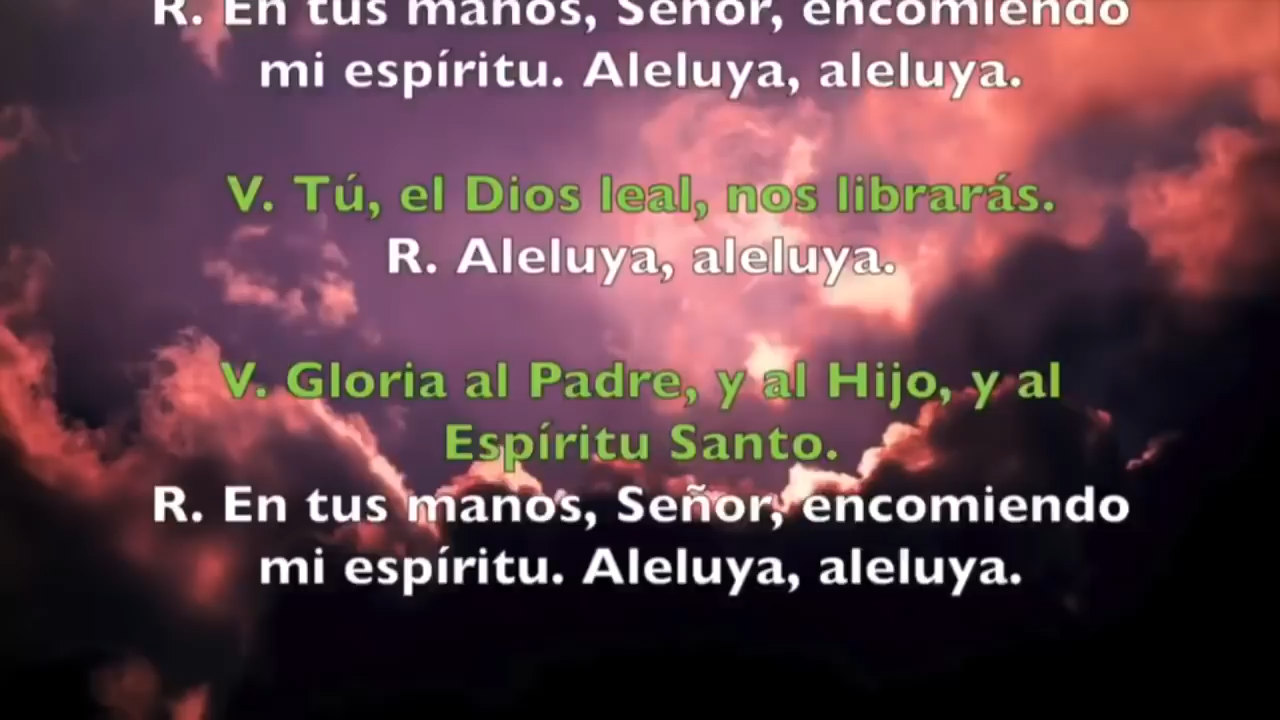 R. En tus manos, Señor, encomiendo
mi espíritu. Aleluya, aleluya.
V. Tú, el Dios leal, nos librarás.
R. Aleluya, aleluya.
V. Gloria al Padre, y al Hijo, y al
Espíritu Santo.
R. En tus manos, Señor, encomiendo
mi espíritu. Aleluya, aleluya.